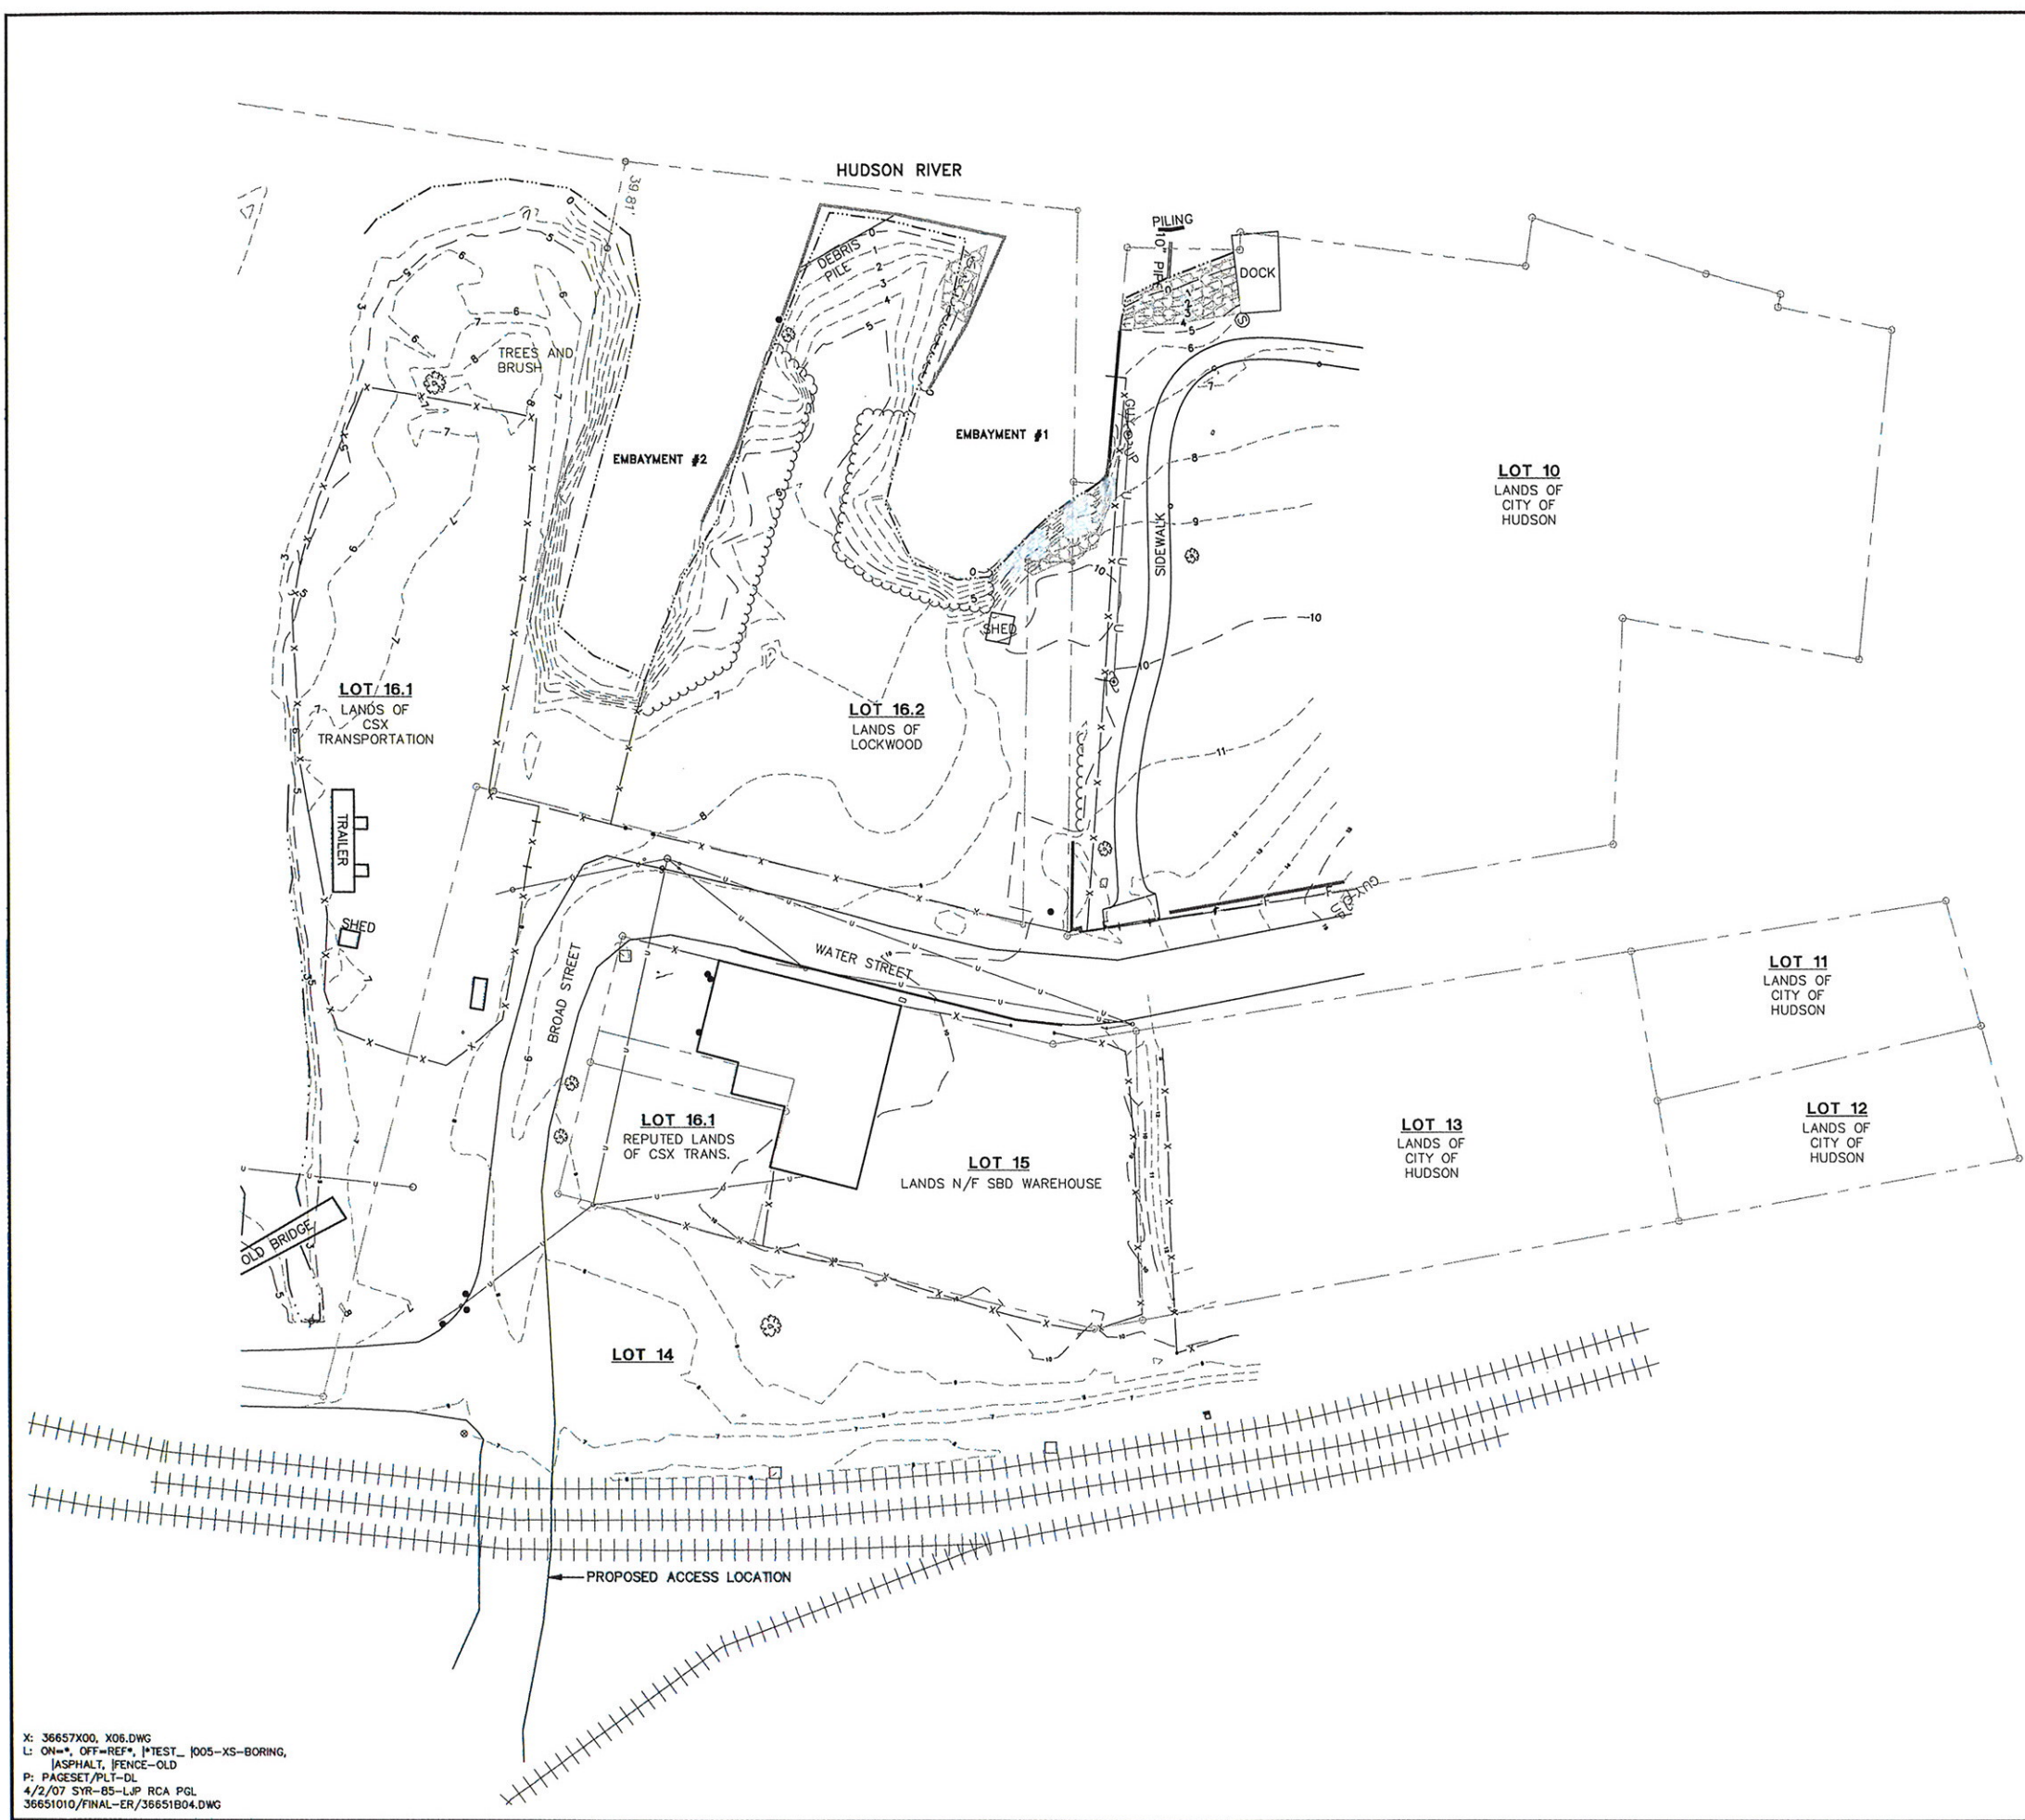 HUDSON RIVER
39.81'
PILING
10" PIPE
DOCK
DEBRIS
PILE
TREES AND
BRUSH
EMBAYMENT #1
EMBAYMENT #2
LOT 10
LANDS OF
CITY OF
HUDSON
SIDEWALK
SHED
LOT 16.1
LANDS OF
CSX
TRANSPORTATION
LOT 16.2
LANDS OF
LOCKWOOD
TRAILER
SHED
WATER STREET
BROAD STREET
LOT 11
LANDS OF
CITY OF
HUDSON
LOT 16.1
REPUTED LANDS
OF CSX TRANS.
LOT 15
LANDS N/F SBD WAREHOUSE
LOT 13
LANDS OF
CITY OF
HUDSON
LOT 12
LANDS OF
CITY OF
HUDSON
OLD BRIDGE
LOT 14
PROPOSED ACCESS LOCATION
X: 36657X00, X06.DWG
L: ON=*, OFF=REF*, |*TEST_ |005-XS-BORING,
|ASPHALT, |FENCE-OLD
P: PAGESET/PLT-DL
4/2/07 SYR-85-LJP RCA PGL
36651010/FINAL-ER/36651B04.DWG